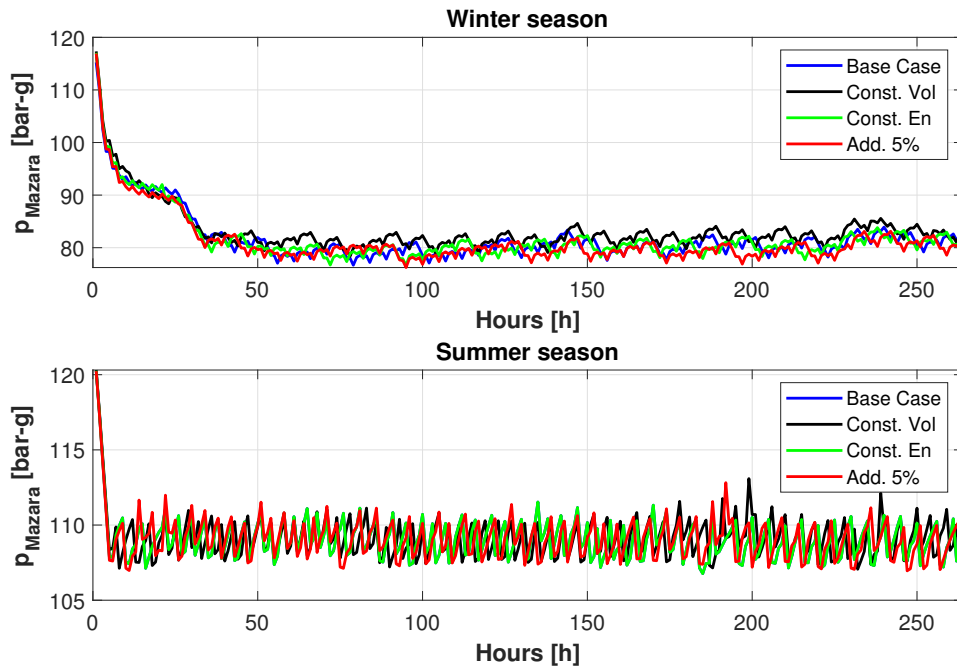 Winter season
120
110
100
90
80
p_Mazara [bar-g]
0
50
100
150
200
250
Hours [h]
Base Case
Const. Vol
Const. En
Add. 5%
Summer season
120
115
110
105
p_Mazara [bar-g]
0
50
100
150
200
250
Hours [h]
Base Case
Const. Vol
Const. En
Add. 5%